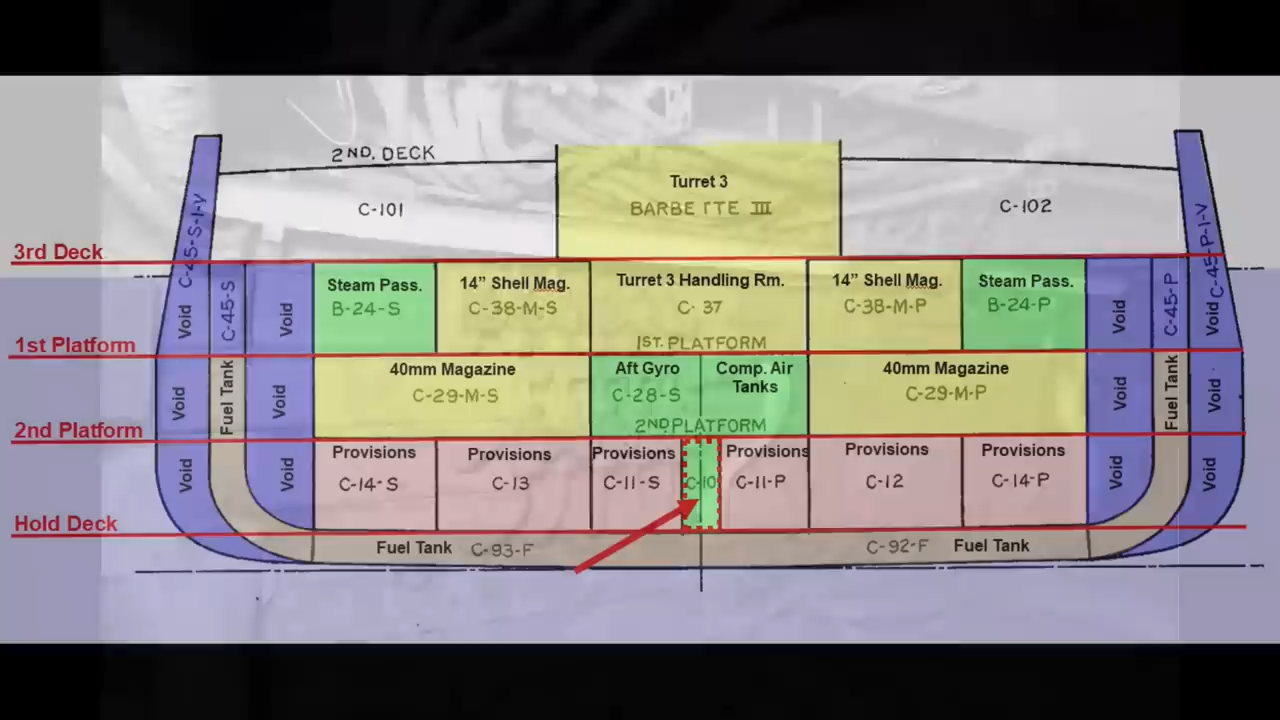 2ND. DECK
Turret 3
BARBETTE III
C-101
C-102
C-45-S-1-V
C-45-P-1-V
3rd Deck
Steam Pass.
B-24-S
14” Shell Mag.
C-38-M-S
Turret 3 Handling Rm.
C-37
14” Shell Mag.
C-38-M-P
Steam Pass.
B-24-P
Void
C-45-S
Void
Void
C-45-P
Void
1ST. PLATFORM
1st Platform
40mm Magazine
C-29-M-S
Aft Gyro
C-28-S
Comp. Air
Tanks
40mm Magazine
C-29-M-P
Void
Fuel Tank
Void
Void
Fuel Tank
Void
2ND PLATFORM
2nd Platform
Provisions
C-14-S
Provisions
C-13
Provisions
C-11-S
C-10
Provisions
C-11-P
Provisions
C-12
Provisions
C-14-P
Void
Void
Void
Void
Hold Deck
Fuel Tank C-93-F
C-92-F Fuel Tank